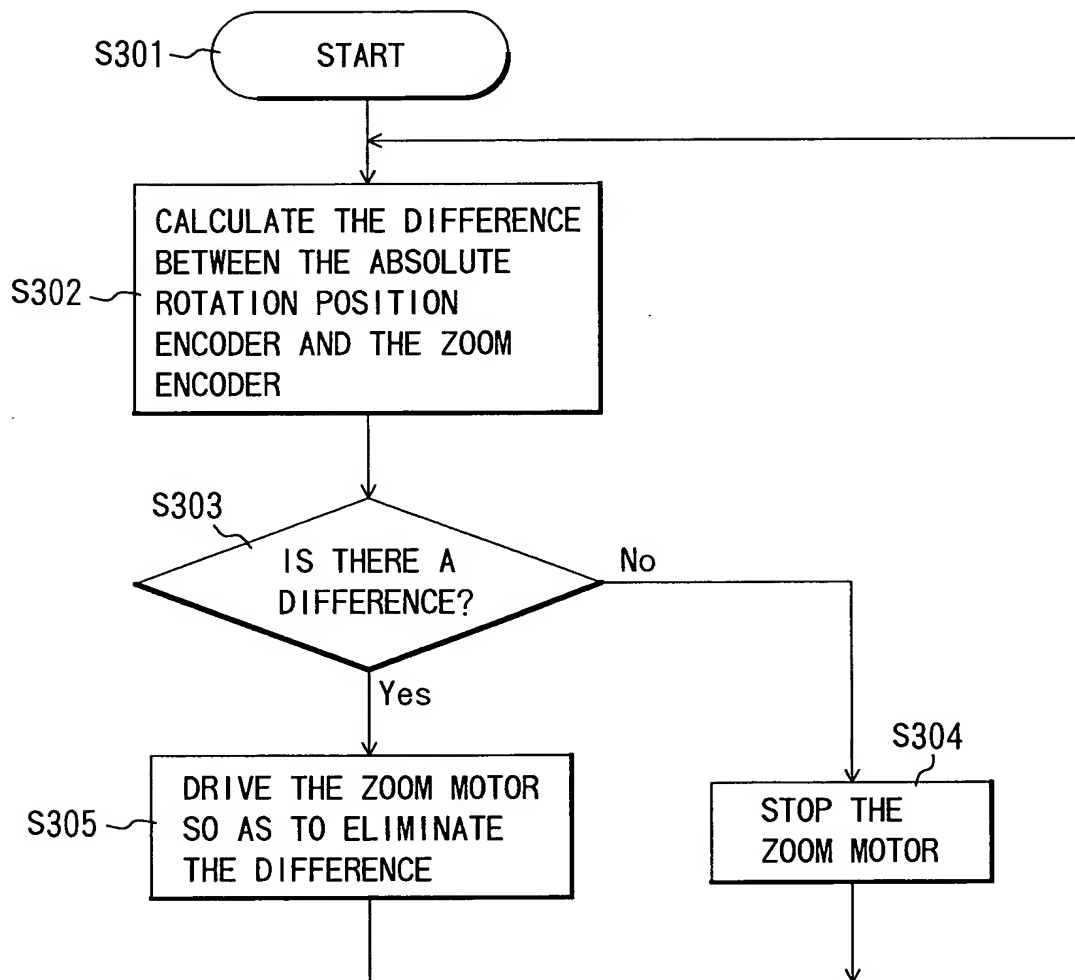 S301
START
S302
CALCULATE THE DIFFERENCE
BETWEEN THE ABSOLUTE
ROTATION POSITION
ENCODER AND THE ZOOM
ENCODER
S303
IS THERE A
DIFFERENCE?
No
Yes
S304
STOP THE
ZOOM MOTOR
S305
DRIVE THE ZOOM MOTOR
SO AS TO ELIMINATE
THE DIFFERENCE